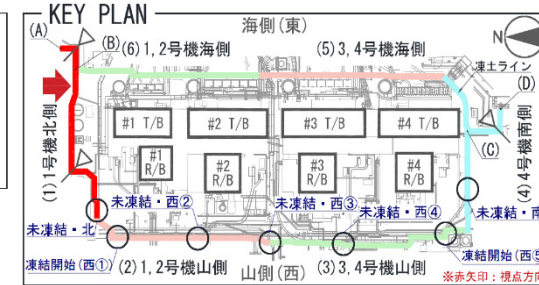 KEY PLAN
海側(東)
N
(A)
(B)
(6)1,2号機海側
(5)3,4号機海側
凍土ライン
(D)
(1)1号機北側
#1 T/B
#2 T/B
#3 T/B
#4 T/B
(C)
(4)4号機南側
#1
R/B
#2
R/B
#3
R/B
#4
R/B
未凍結・西②
未凍結・西③
未凍結・西④
未凍結・北
未凍結・南
凍結開始(西①)
(2)1,2号機山側
山側(西)
(3)3,4号機山側
凍結開始(西⑤
※赤矢印:視点方向